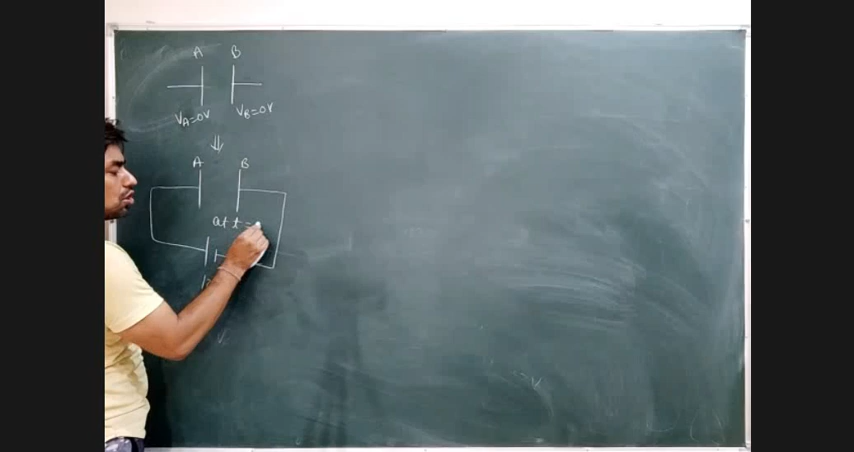 A B
V_A=0V V_B=0V
⇓
A B
at t =